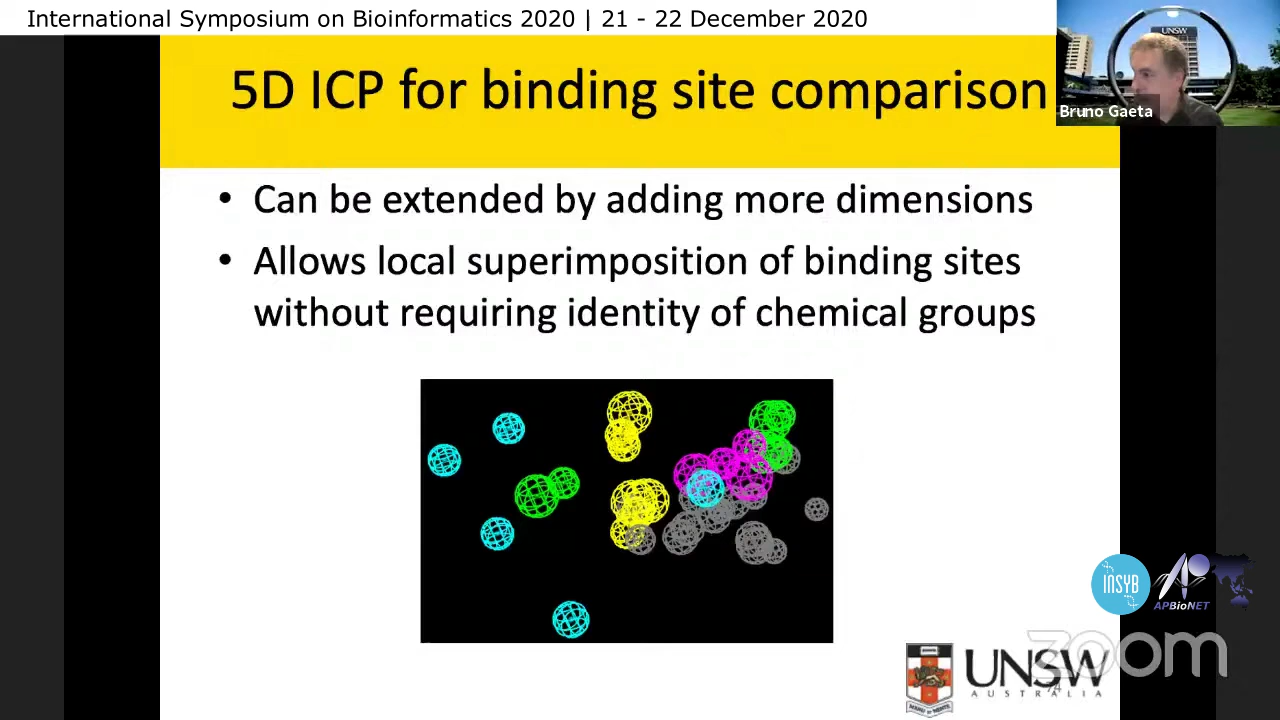 International Symposium on Bioinformatics 2020 | 21 - 22 December 2020
UNSW
Bruno Gaeta
5D ICP for binding site comparison
• Can be extended by adding more dimensions
• Allows local superimposition of binding sites
without requiring identity of chemical groups
INSYB
APBioNET
zoom
UNSW
AUSTRALIA